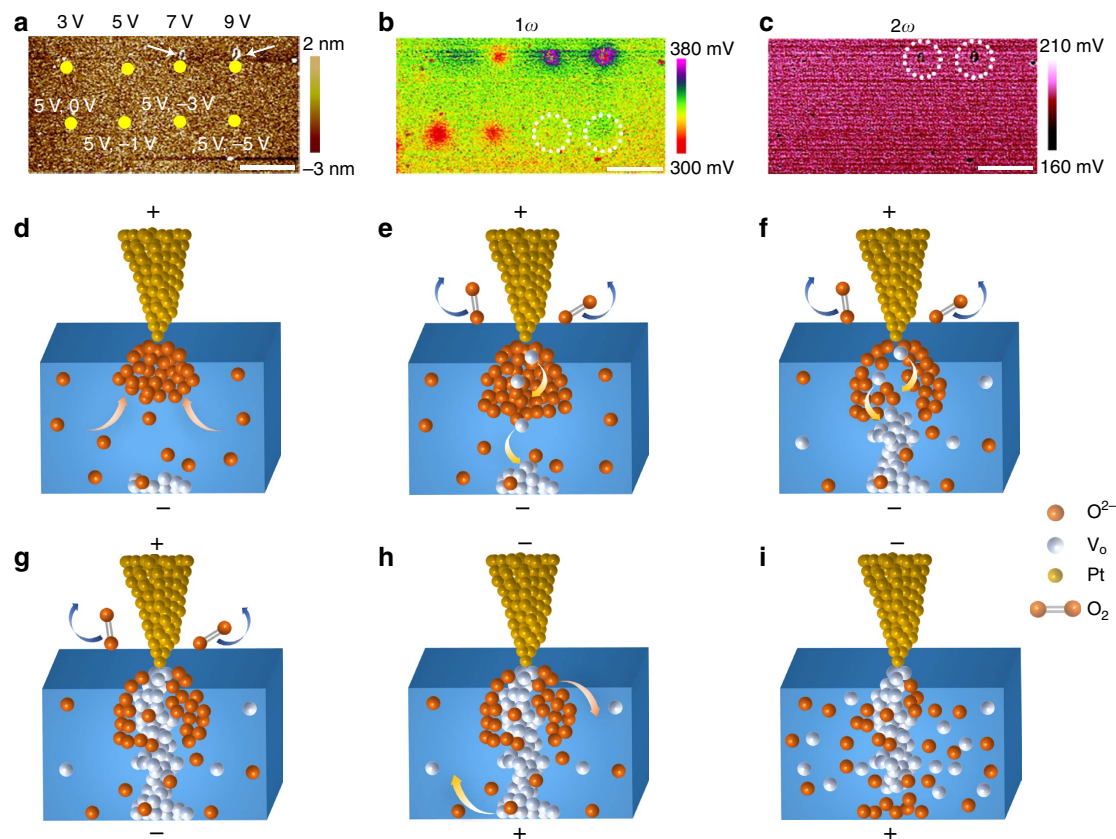 a
3 V 5 V 7 V 9 V
2 nm
5 V, 0 V 5 V, –3 V
5 V, –1 V 5 V, –5 V
–3 nm
b
1ω
380 mV
300 mV
c
2ω
210 mV
160 mV
d
+
–
e
+
–
f
+
–
g
+
–
h
–
+
i
–
+
O2–
Vo
Pt
O2